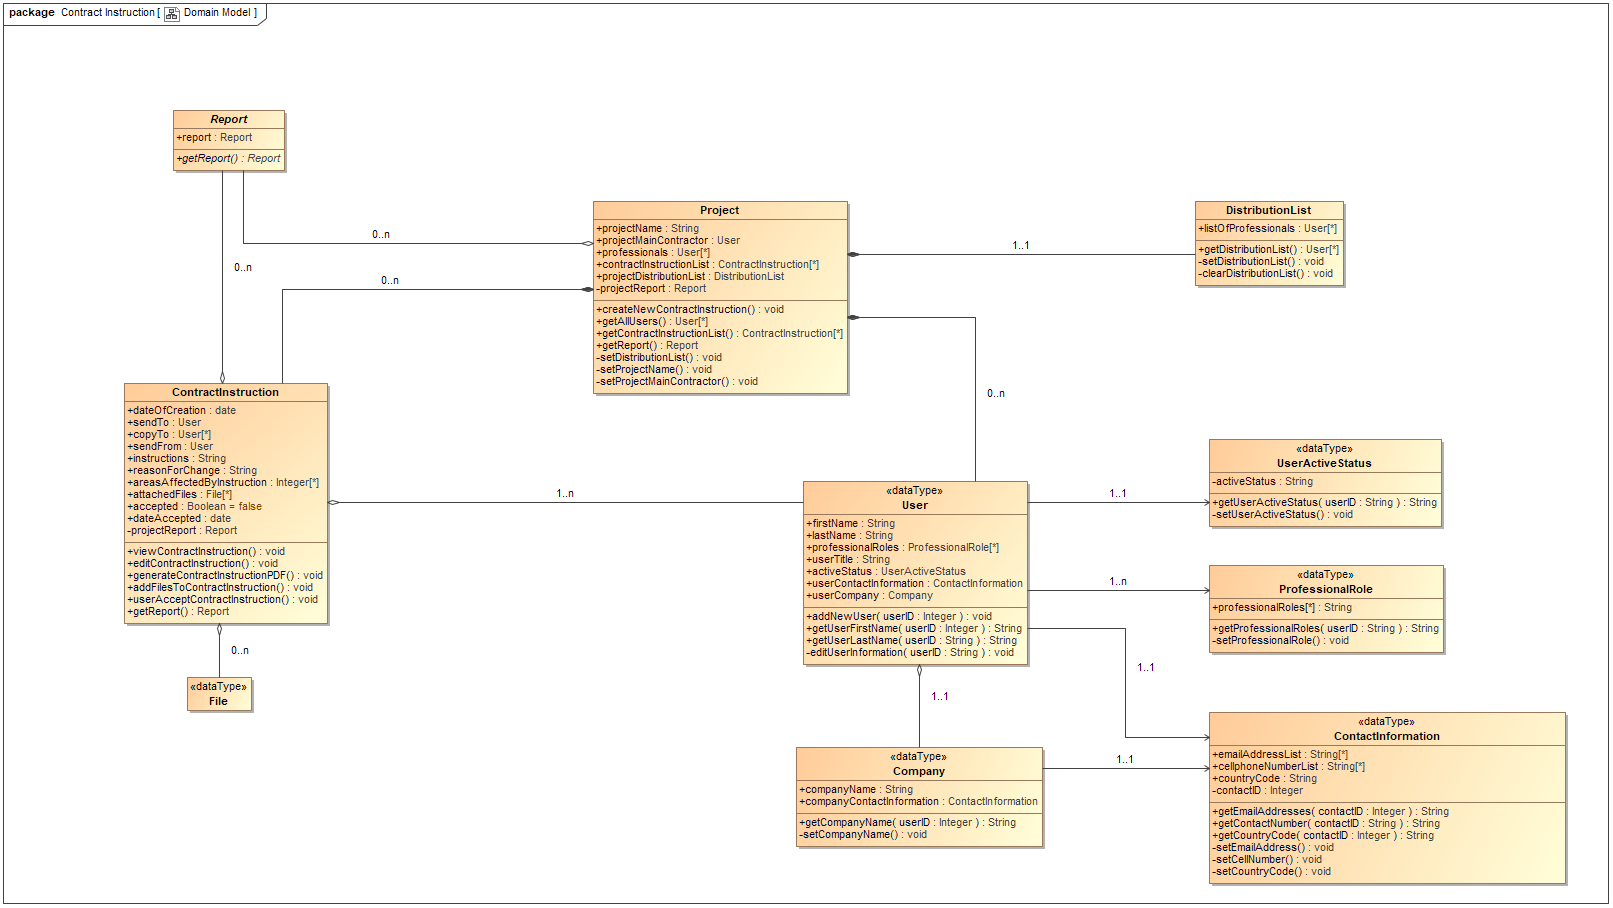 package Contract Instruction [ Domain Model ]
Report
+report : Report
+getReport() : Report
0..n
0..n
0..n
Project
+projectName : String
+projectMainContractor : User
+professionals : User[*]
+contractInstructionList : ContractInstruction[*]
+projectDistributionList : DistributionList
-projectReport : Report
+createNewContractInstruction() : void
+getAllUsers() : User[*]
+getContractInstructionList() : ContractInstruction[*]
+getReport() : Report
-setDistributionList() : void
-setProjectName() : void
-setProjectMainContractor() : void
1..1
DistributionList
+listOfProfessionals : User[*]
+getDistributionList() : User[*]
-setDistributionList() : void
-clearDistributionList() : void
0..n
ContractInstruction
+dateOfCreation : date
+sendTo : User
+copyTo : User[*]
+sendFrom : User
+instructions : String
+reasonForChange : String
+areasAffectedByInstruction : Integer[*]
+attachedFiles : File[*]
+accepted : Boolean = false
+dateAccepted : date
-projectReport : Report
+viewContractInstruction() : void
+editContractInstruction() : void
+generateContractInstructionPDF() : void
+addFilesToContractInstruction() : void
+userAcceptContractInstruction() : void
+getReport() : Report
0..n
«dataType»
File
1..n
«dataType»
User
+firstName : String
+lastName : String
+professionalRoles : ProfessionalRole[*]
+userTitle : String
+activeStatus : UserActiveStatus
+userContactInformation : ContactInformation
+userCompany : Company
+addNewUser( userID : Integer ) : void
+getUserFirstName( userID : Integer ) : String
+getUserLastName( userID : String ) : String
-editUserInformation( userID : String ) : void
1..1
«dataType»
UserActiveStatus
-activeStatus : String
+getUserActiveStatus( userID : String ) : String
-setUserActiveStatus() : void
1..n
«dataType»
ProfessionalRole
+professionalRoles[*] : String
+getProfessionalRoles( userID : String ) : String
-setProfessionalRole() : void
1..1
1..1
«dataType»
Company
+companyName : String
+companyContactInformation : ContactInformation
+getCompanyName( userID : Integer ) : String
-setCompanyName() : void
1..1
«dataType»
ContactInformation
+emailAddressList : String[*]
+cellphoneNumberList : String[*]
+countryCode : String
-contactID : Integer
+getEmailAddresses( contactID : Integer ) : String
+getContactNumber( contactID : String ) : String
+getCountryCode( contactID : Integer ) : String
-setEmailAddress() : void
-setCellNumber() : void
-setCountryCode() : void